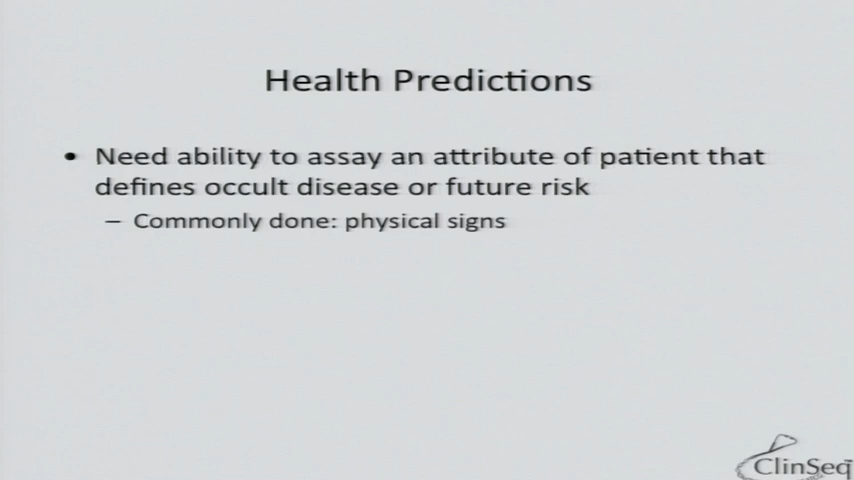 Health Predictions
• Need ability to assay an attribute of patient that
defines occult disease or future risk
– Commonly done: physical signs
ClinSeq